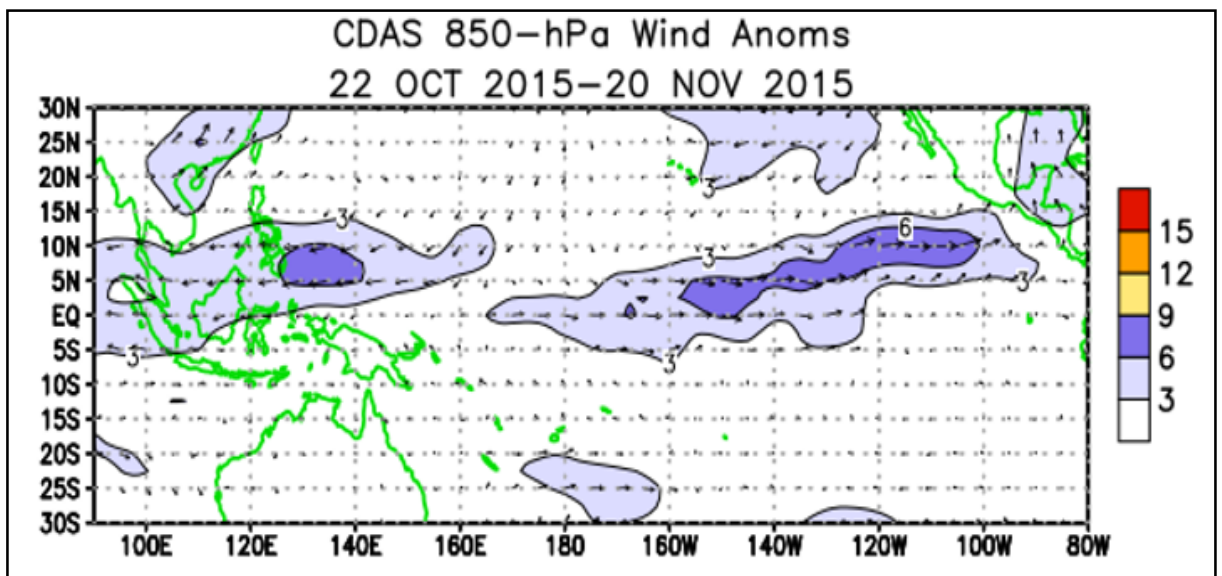 CDAS 850-hPa Wind Anoms
22 OCT 2015-20 NOV 2015
30N
25N
20N
15N
10N
5N
EQ
5S
10S
15S
20S
25S
30S
3
3
3
3
6
3
3
100E 120E 140E 160E 180 160W 140W 120W 100W 80W
15
12
9
6
3